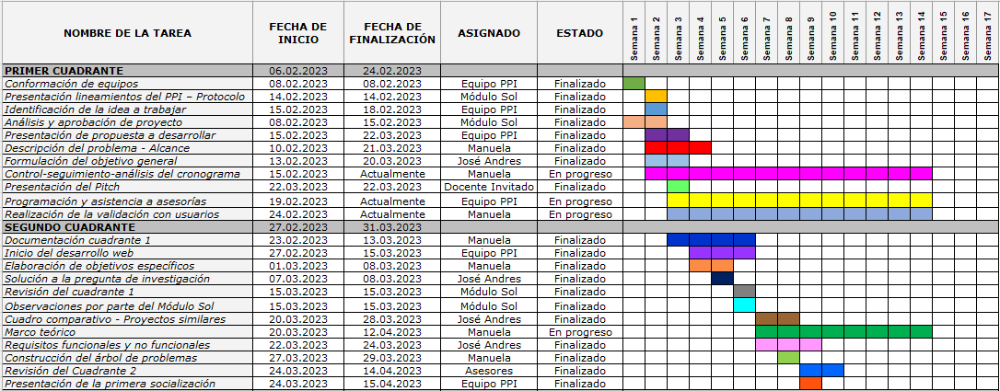 NOMBRE DE LA TAREA FECHA DE INICIO FECHA DE FINALIZACIÓN ASIGNADO ESTADO Semana 1 Semana 2 Semana 3 Semana 4 Semana 5 Semana 6 Semana 7 Semana 8 Semana 9 Semana 10 Semana 11 Semana 12 Semana 13 Semana 14 Semana 15 Semana 16 Semana 17
PRIMER CUADRANTE 06.02.2023 24.02.2023
Conformación de equipos 08.02.2023 08.02.2023 Equipo PPI Finalizado
Presentación lineamientos del PPI – Protocolo 14.02.2023 14.02.2023 Módulo Sol Finalizado
Identificación de la idea a trabajar 15.02.2023 18.02.2023 Equipo PPI Finalizado
Análisis y aprobación de proyecto 08.02.2023 15.02.2023 Módulo Sol Finalizado
Presentación de propuesta a desarrollar 15.02.2023 22.03.2023 Equipo PPI Finalizado
Descripción del problema - Alcance 10.02.2023 21.03.2023 Manuela Finalizado
Formulación del objetivo general 13.02.2023 20.03.2023 José Andres Finalizado
Control-seguimiento-análisis del cronograma 15.02.2023 Actualmente Manuela En progreso
Presentación del Pitch 22.03.2023 22.03.2023 Docente Invitado Finalizado
Programación y asistencia a asesorías 19.02.2023 Actualmente Equipo PPI En progreso
Realización de la validación con usuarios 24.02.2023 Actualmente Manuela En progreso
SEGUNDO CUADRANTE 27.02.2023 31.03.2023
Documentación cuadrante 1 23.02.2023 13.03.2023 Manuela Finalizado
Inicio del desarrollo web 27.02.2023 15.03.2023 Equipo PPI Finalizado
Elaboración de objetivos específicos 01.03.2023 08.03.2023 Manuela Finalizado
Solución a la pregunta de investigación 07.03.2023 08.03.2023 José Andres Finalizado
Revisión del cuadrante 1 15.03.2023 15.03.2023 Módulo Sol Finalizado
Observaciones por parte del Módulo Sol 15.03.2023 15.03.2023 Módulo Sol Finalizado
Cuadro comparativo - Proyectos similares 20.03.2023 28.03.2023 José Andres Finalizado
Marco teórico 20.03.2023 12.04.2023 Manuela En progreso
Requisitos funcionales y no funcionales 22.03.2023 24.03.2023 José Andres Finalizado
Construcción del árbol de problemas 27.03.2023 29.03.2023 Manuela Finalizado
Revisión del Cuadrante 2 24.03.2023 14.04.2023 Asesores Finalizado
Presentación de la primera socialización 24.03.2023 15.04.2023 Equipo PPI Finalizado